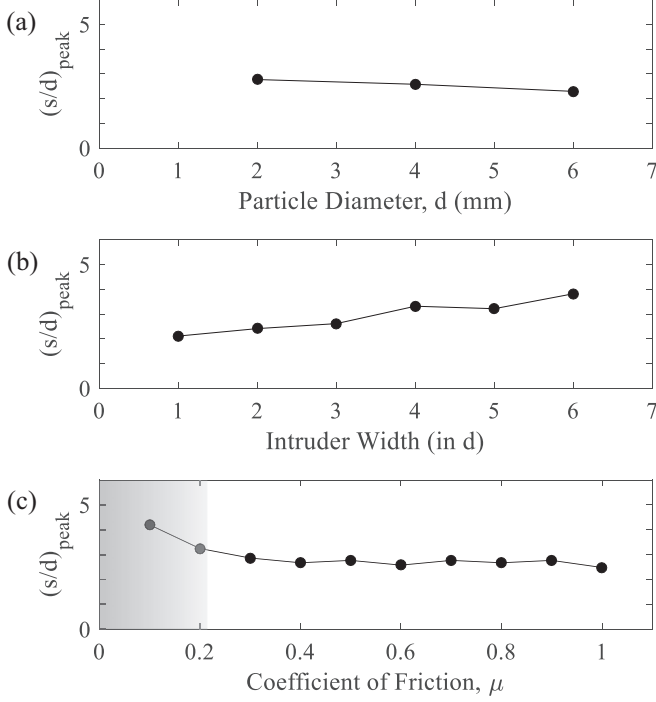 (a)
(s/d)peak
5
0
0 1 2 3 4 5 6 7
Particle Diameter, d (mm)
(b)
(s/d)peak
5
0
0 1 2 3 4 5 6 7
Intruder Width (in d)
(c)
(s/d)peak
5
0
0 0.2 0.4 0.6 0.8 1
Coefficient of Friction, μ